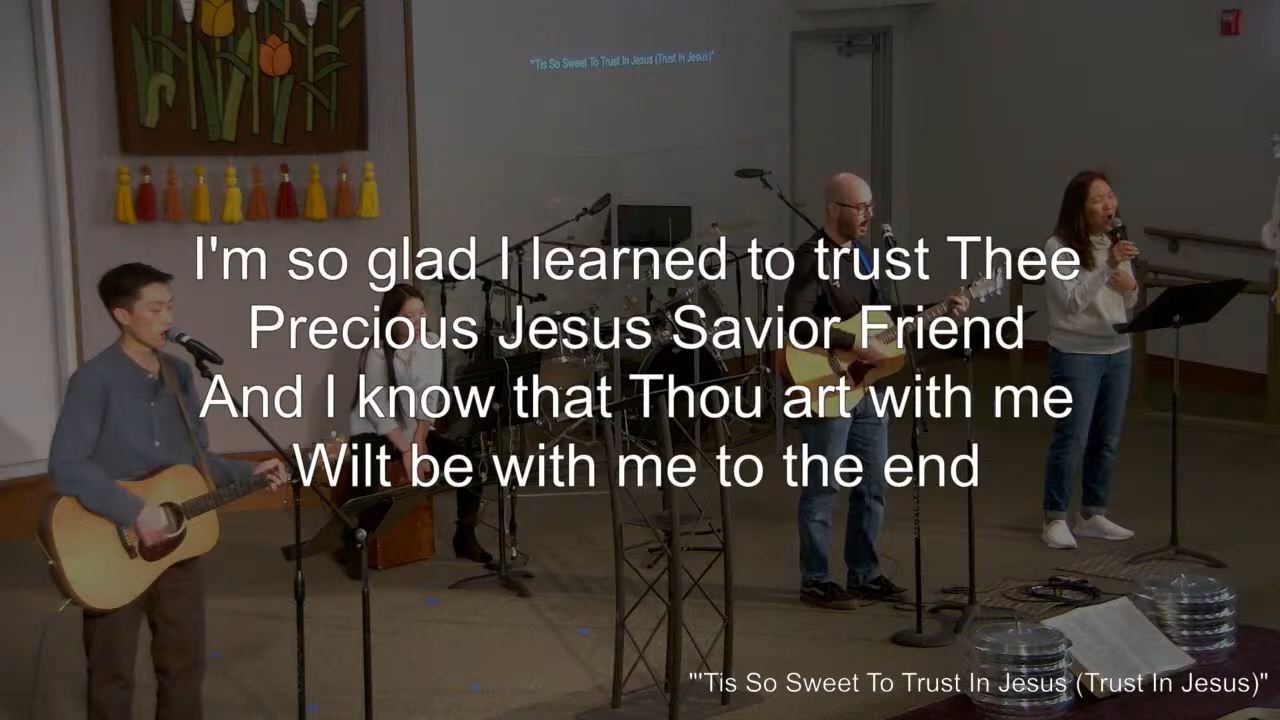 "'Tis So Sweet To Trust In Jesus (Trust In Jesus)"
I'm so glad I learned to trust Thee
Precious Jesus Savior Friend
And I know that Thou art with me
Wilt be with me to the end
"'Tis So Sweet To Trust In Jesus (Trust In Jesus)"